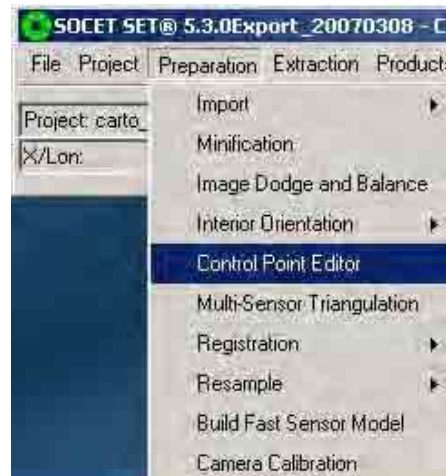 SOCET SET® 5.3.0Export_20070308 - C
File Project Preparation Extraction Products
Project: carto_
X/Lon:
Import
Minification
Image Dodge and Balance
Interior Orientation
Control Point Editor
Multi-Sensor Triangulation
Registration
Resample
Build Fast Sensor Model
Camera Calibration